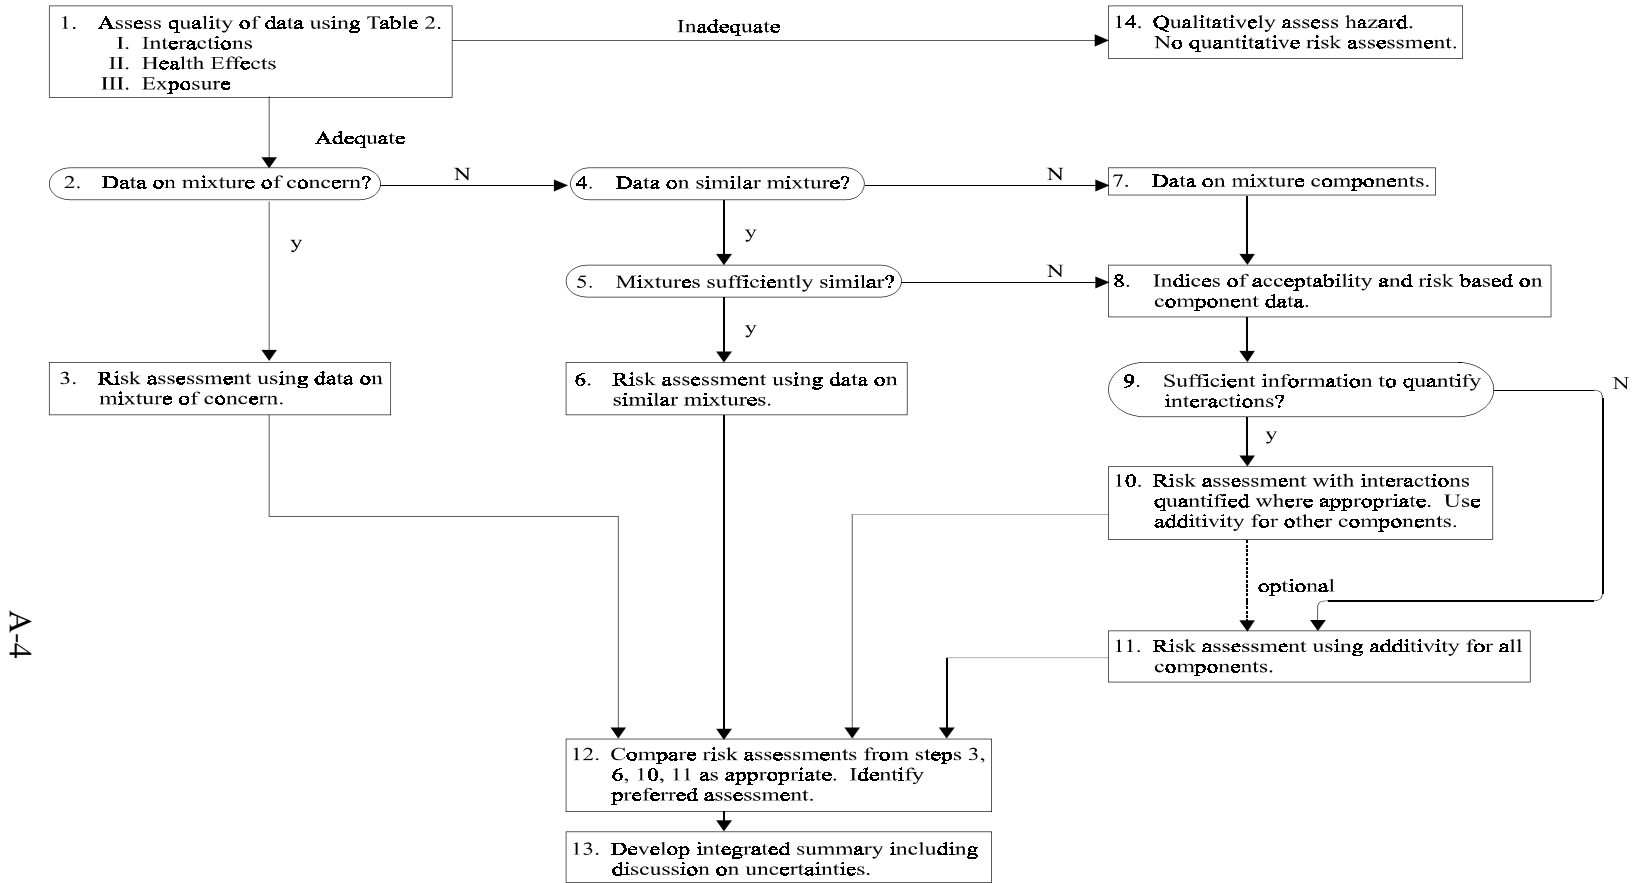 1. Assess quality of data using Table 2.
I. Interactions
II. Health Effects
III. Exposure
Inadequate
14. Qualitatively assess hazard.
No quantitative risk assessment.
Adequate
2. Data on mixture of concern?
N
4. Data on similar mixture?
N
7. Data on mixture components.
y
y
5. Mixtures sufficiently similar?
N
8. Indices of acceptability and risk based on
component data.
y
3. Risk assessment using data on
mixture of concern.
6. Risk assessment using data on
similar mixtures.
9. Sufficient information to quantify
interactions?
N
y
10. Risk assessment with interactions
quantified where appropriate. Use
additivity for other components.
optional
11. Risk assessment using additivity for all
components.
A-4
12. Compare risk assessments from steps 3,
6, 10, 11 as appropriate. Identify
preferred assessment.
13. Develop integrated summary including
discussion on uncertainties.